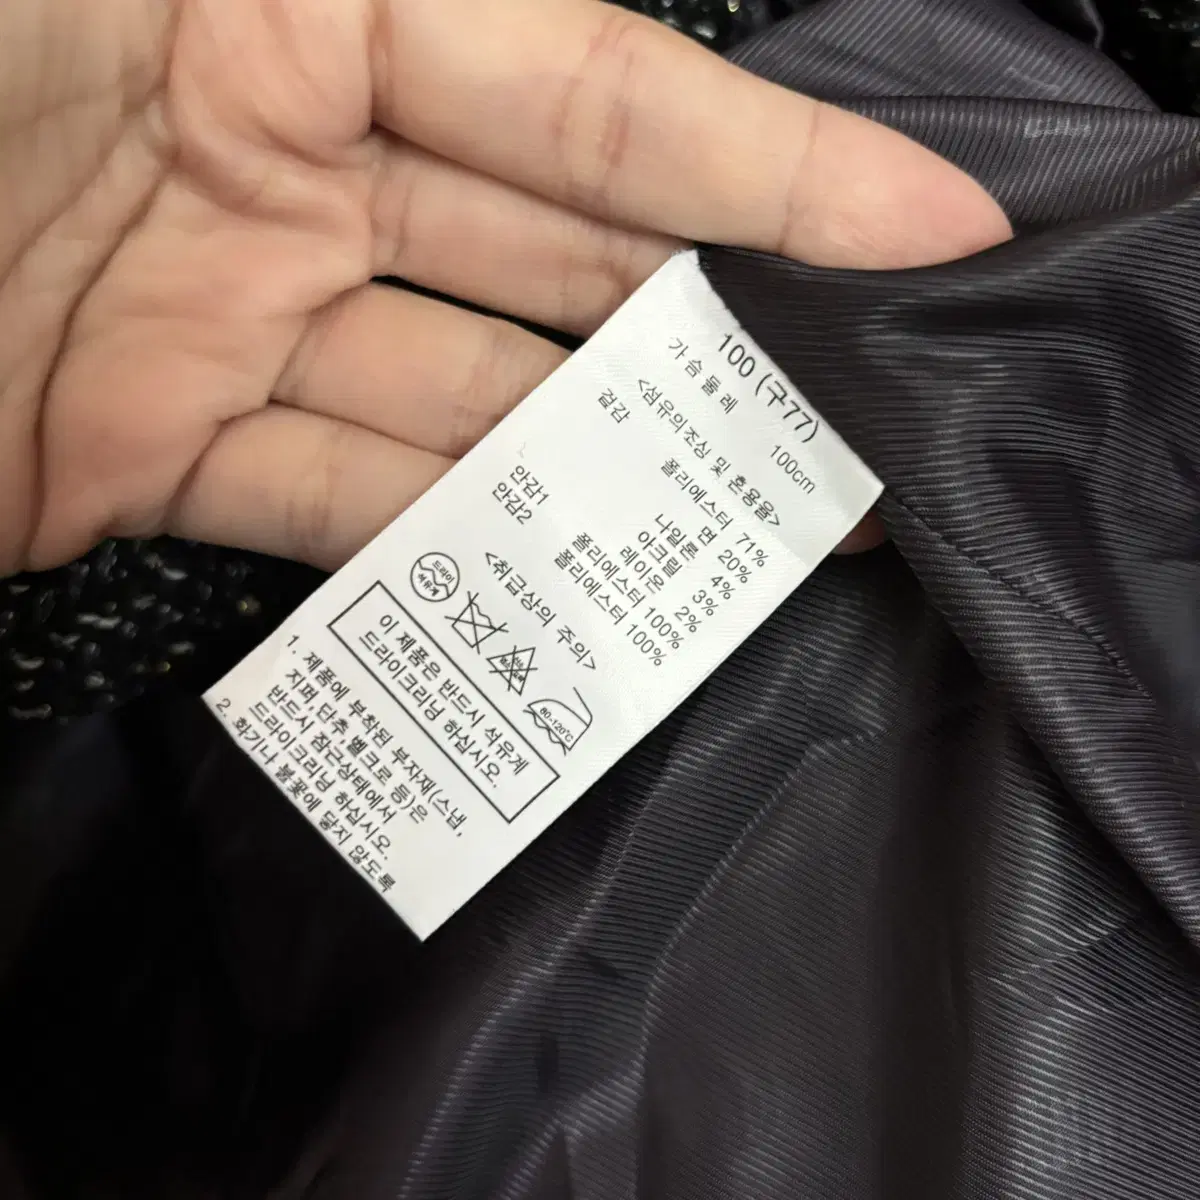 100 (구77)
가슴둘레 100cm
<섬유의조성 및 혼용율>
겉감 폴리에스터 71%
나일론 20%
면 4%
아크릴 3%
레이온 2%
안감1 폴리에스터 100%
안감2 폴리에스터 100%
<취급상의 주의>
드라이
석유계
80-120℃
이 제품은 반드시 석유계
드라이크리닝 하십시오.
1. 제품에 부착된 부자재(스냅,
지퍼, 단추, 벨크로 등)은
반드시 잠근상태에서
드라이크리닝 하십시오.
2. 화기나 불꽃에 닿지 않도록